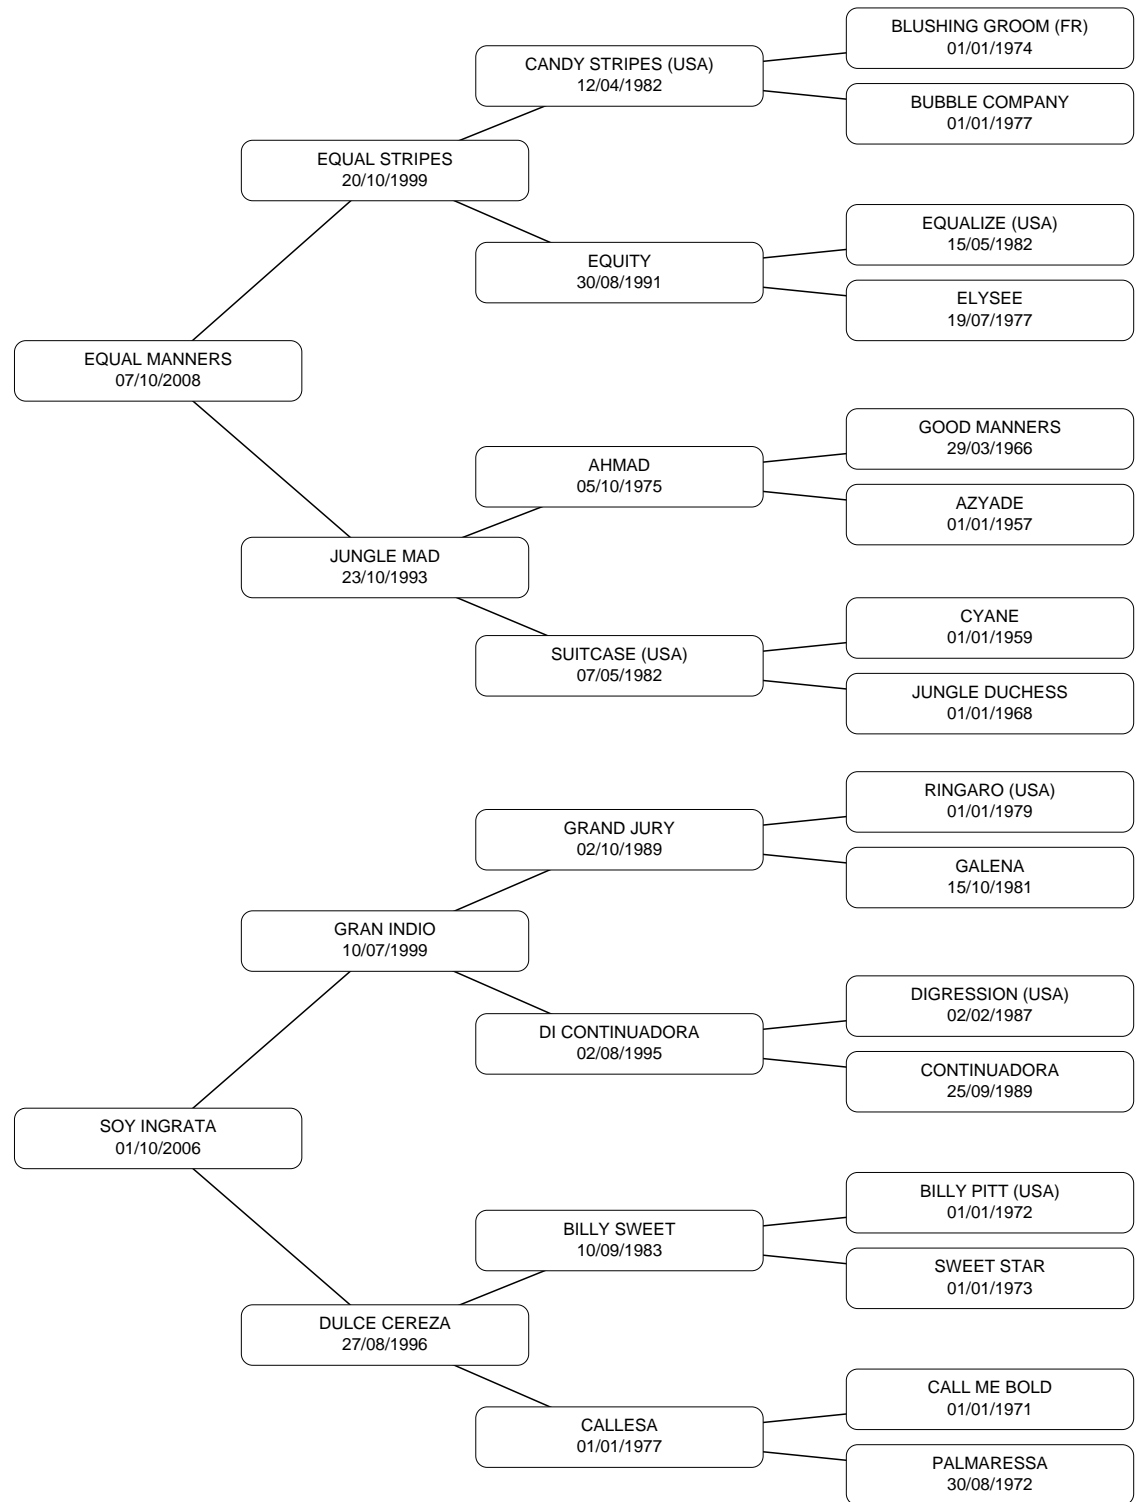 BLUSHING GROOM (FR)
01/01/1974
CANDY STRIPES (USA)
12/04/1982
BUBBLE COMPANY
01/01/1977
EQUAL STRIPES
20/10/1999
EQUALIZE (USA)
15/05/1982
EQUITY
30/08/1991
ELYSEE
19/07/1977
EQUAL MANNERS
07/10/2008
GOOD MANNERS
29/03/1966
AHMAD
05/10/1975
AZYADE
01/01/1957
JUNGLE MAD
23/10/1993
CYANE
01/01/1959
SUITCASE (USA)
07/05/1982
JUNGLE DUCHESS
01/01/1968
RINGARO (USA)
01/01/1979
GRAND JURY
02/10/1989
GALENA
15/10/1981
GRAN INDIO
10/07/1999
DIGRESSION (USA)
02/02/1987
DI CONTINUADORA
02/08/1995
CONTINUADORA
25/09/1989
SOY INGRATA
01/10/2006
BILLY PITT (USA)
01/01/1972
BILLY SWEET
10/09/1983
SWEET STAR
01/01/1973
DULCE CEREZA
27/08/1996
CALL ME BOLD
01/01/1971
CALLESA
01/01/1977
PALMARESSA
30/08/1972